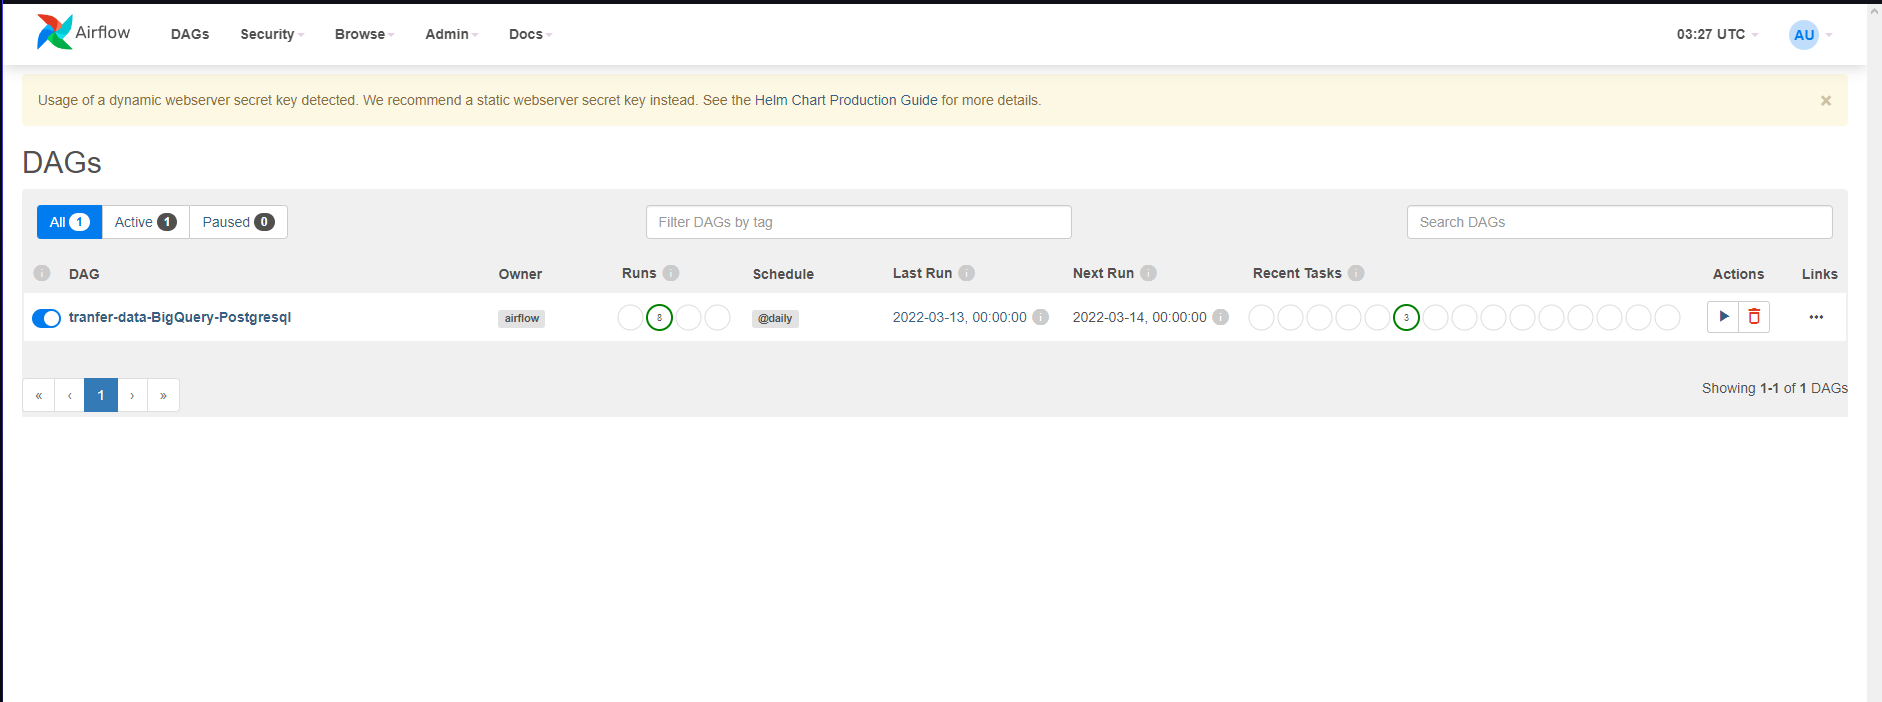 Airflow DAGs Security Browse Admin Docs 03:27 UTC AU
Usage of a dynamic webserver secret key detected. We recommend a static webserver secret key instead. See the Helm Chart Production Guide for more details. ×
DAGs
All 1 Active 1 Paused 0 Filter DAGs by tag Search DAGs
i DAG Owner Runs i Schedule Last Run i Next Run i Recent Tasks i Actions Links
tranfer-data-BigQuery-Postgresql airflow 8 @daily 2022-03-13, 00:00:00 i 2022-03-14, 00:00:00 i 3 ···
« ‹ 1 › » Showing 1-1 of 1 DAGs